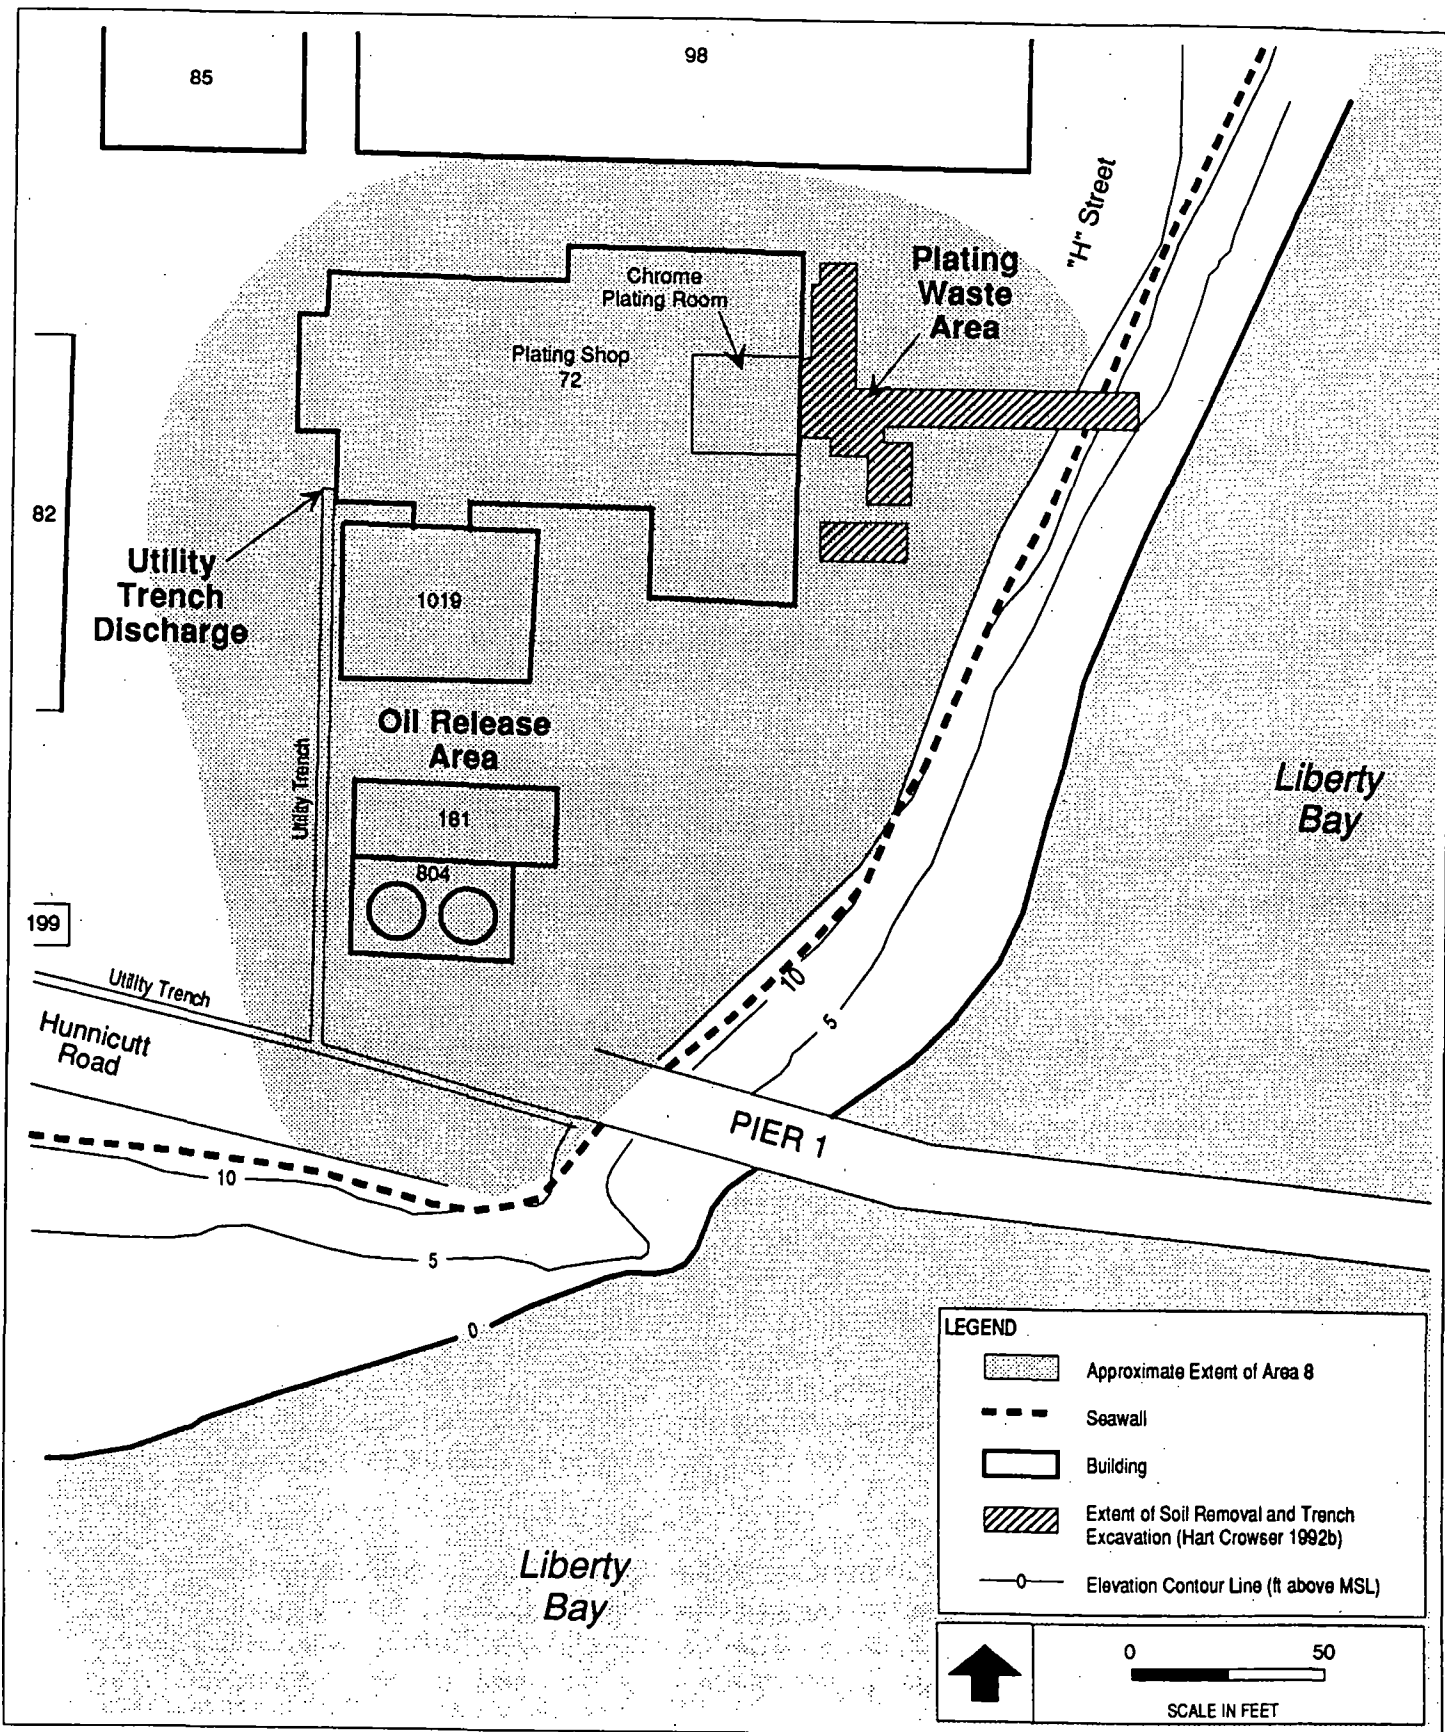 85
98
"H" Street
Plating
Waste
Area
Chrome
Plating Room
Plating Shop
72
82
Utility
Trench
Discharge
1019
Oil Release
Area
Utility Trench
181
804
Liberty
Bay
199
Utility Trench
Hunnicutt
Road
10
5
PIER 1
10
5
0
Liberty
Bay
LEGEND
Approximate Extent of Area 8
Seawall
Building
Extent of Soil Removal and Trench
Excavation (Hart Crowser 1992b)
0
Elevation Contour Line (ft above MSL)
0 50
SCALE IN FEET